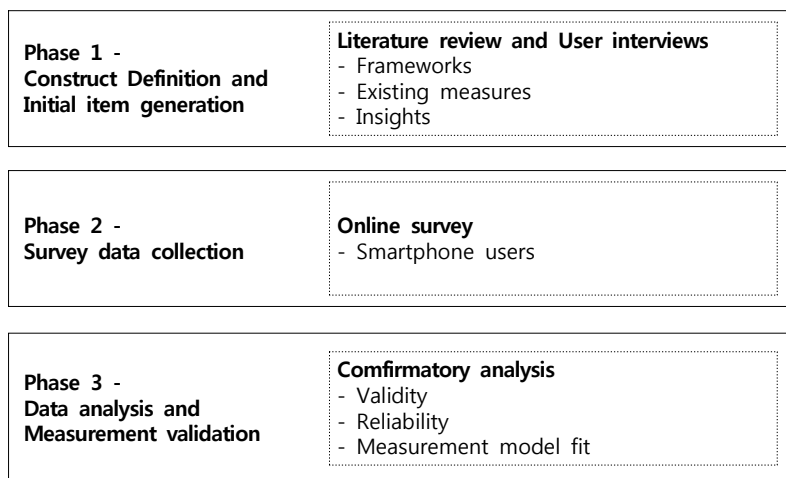 Phase 1 -
Construct Definition and
Initial item generation
Literature review and User interviews
- Frameworks
- Existing measures
- Insights
Phase 2 -
Survey data collection
Online survey
- Smartphone users
Phase 3 -
Data analysis and
Measurement validation
Comfirmatory analysis
- Validity
- Reliability
- Measurement model fit